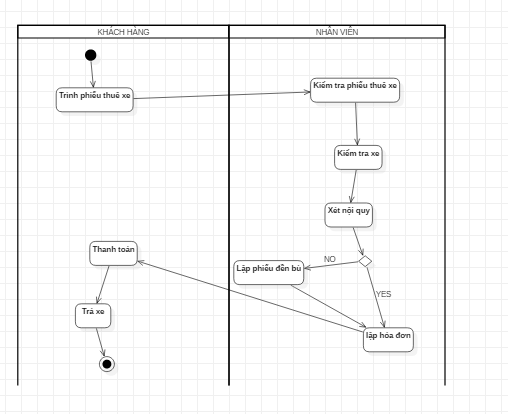 KHÁCH HÀNG
NHÂN VIÊN
Trình phiếu thuê xe
Kiểm tra phiếu thuê xe
Kiểm tra xe
Xét nội quy
Thanh toán
NO
Lập phiếu đền bù
YES
Trả xe
lập hóa đơn